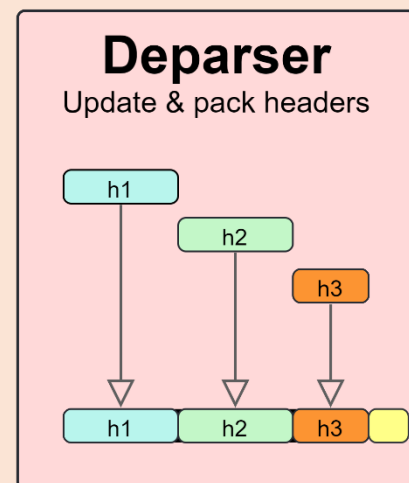 Deparser
Update & pack headers
h1
h2
h3
h1 h2 h3